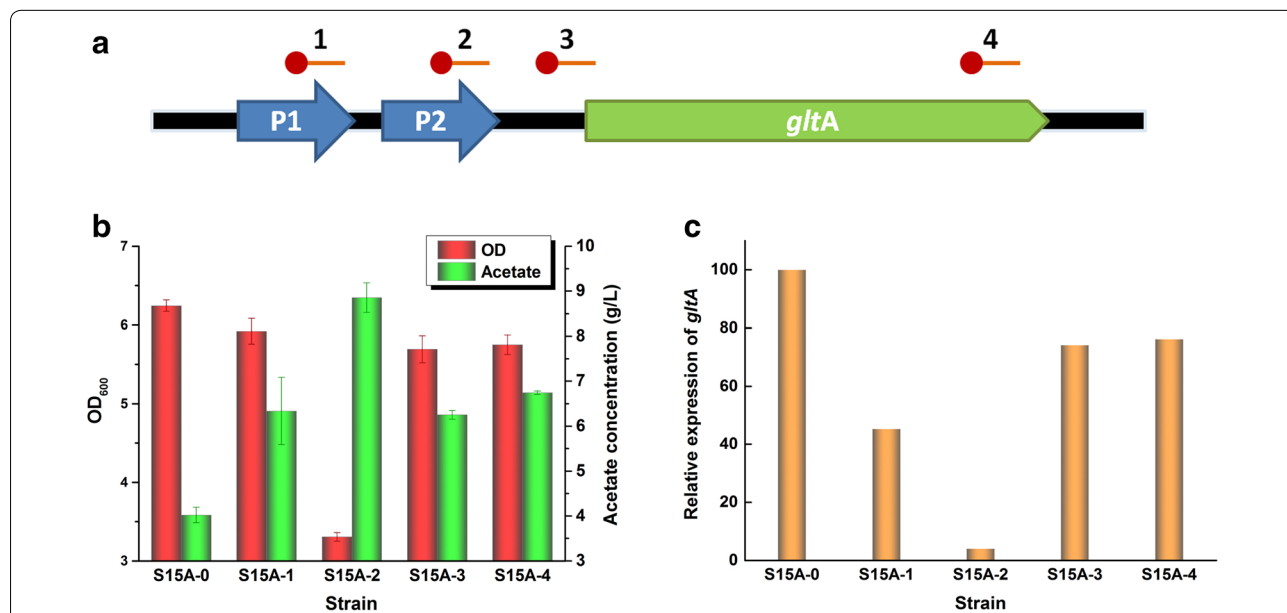 a
1 2 3 4
P1 P2 gltA
b
OD
Acetate
7
6
5
4
3
OD600
10
9
8
7
6
5
4
3
Acetate concentration (g/L)
S15A-0 S15A-1 S15A-2 S15A-3 S15A-4
Strain
c
100
80
60
40
20
0
Relative expression of gltA
S15A-0 S15A-1 S15A-2 S15A-3 S15A-4
Strain